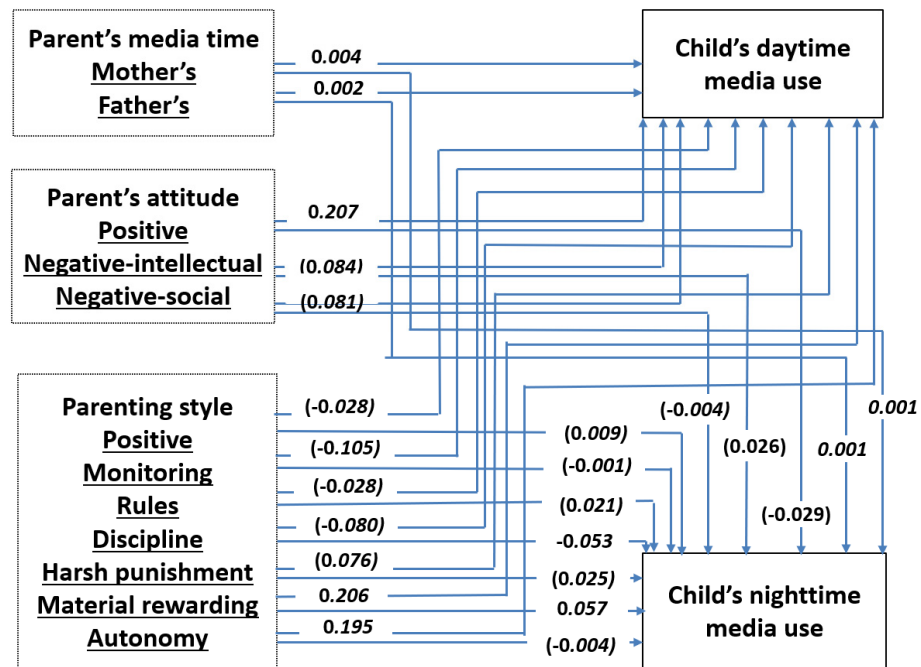 Parent's media time
Mother's
Father's
0.004
0.002
Child's daytime
media use
Parent's attitude
Positive
Negative-intellectual
Negative-social
0.207
(0.084)
(0.081)
Parenting style
Positive
Monitoring
Rules
Discipline
Harsh punishment
Material rewarding
Autonomy
(-0.028)
(-0.105)
(-0.028)
(-0.080)
(0.076)
0.206
0.195
(0.009)
(-0.001)
(0.021)
-0.053
(0.025)
0.057
(-0.004)
(-0.004)
(0.026)
(-0.029)
0.001
0.001
Child's nighttime
media use